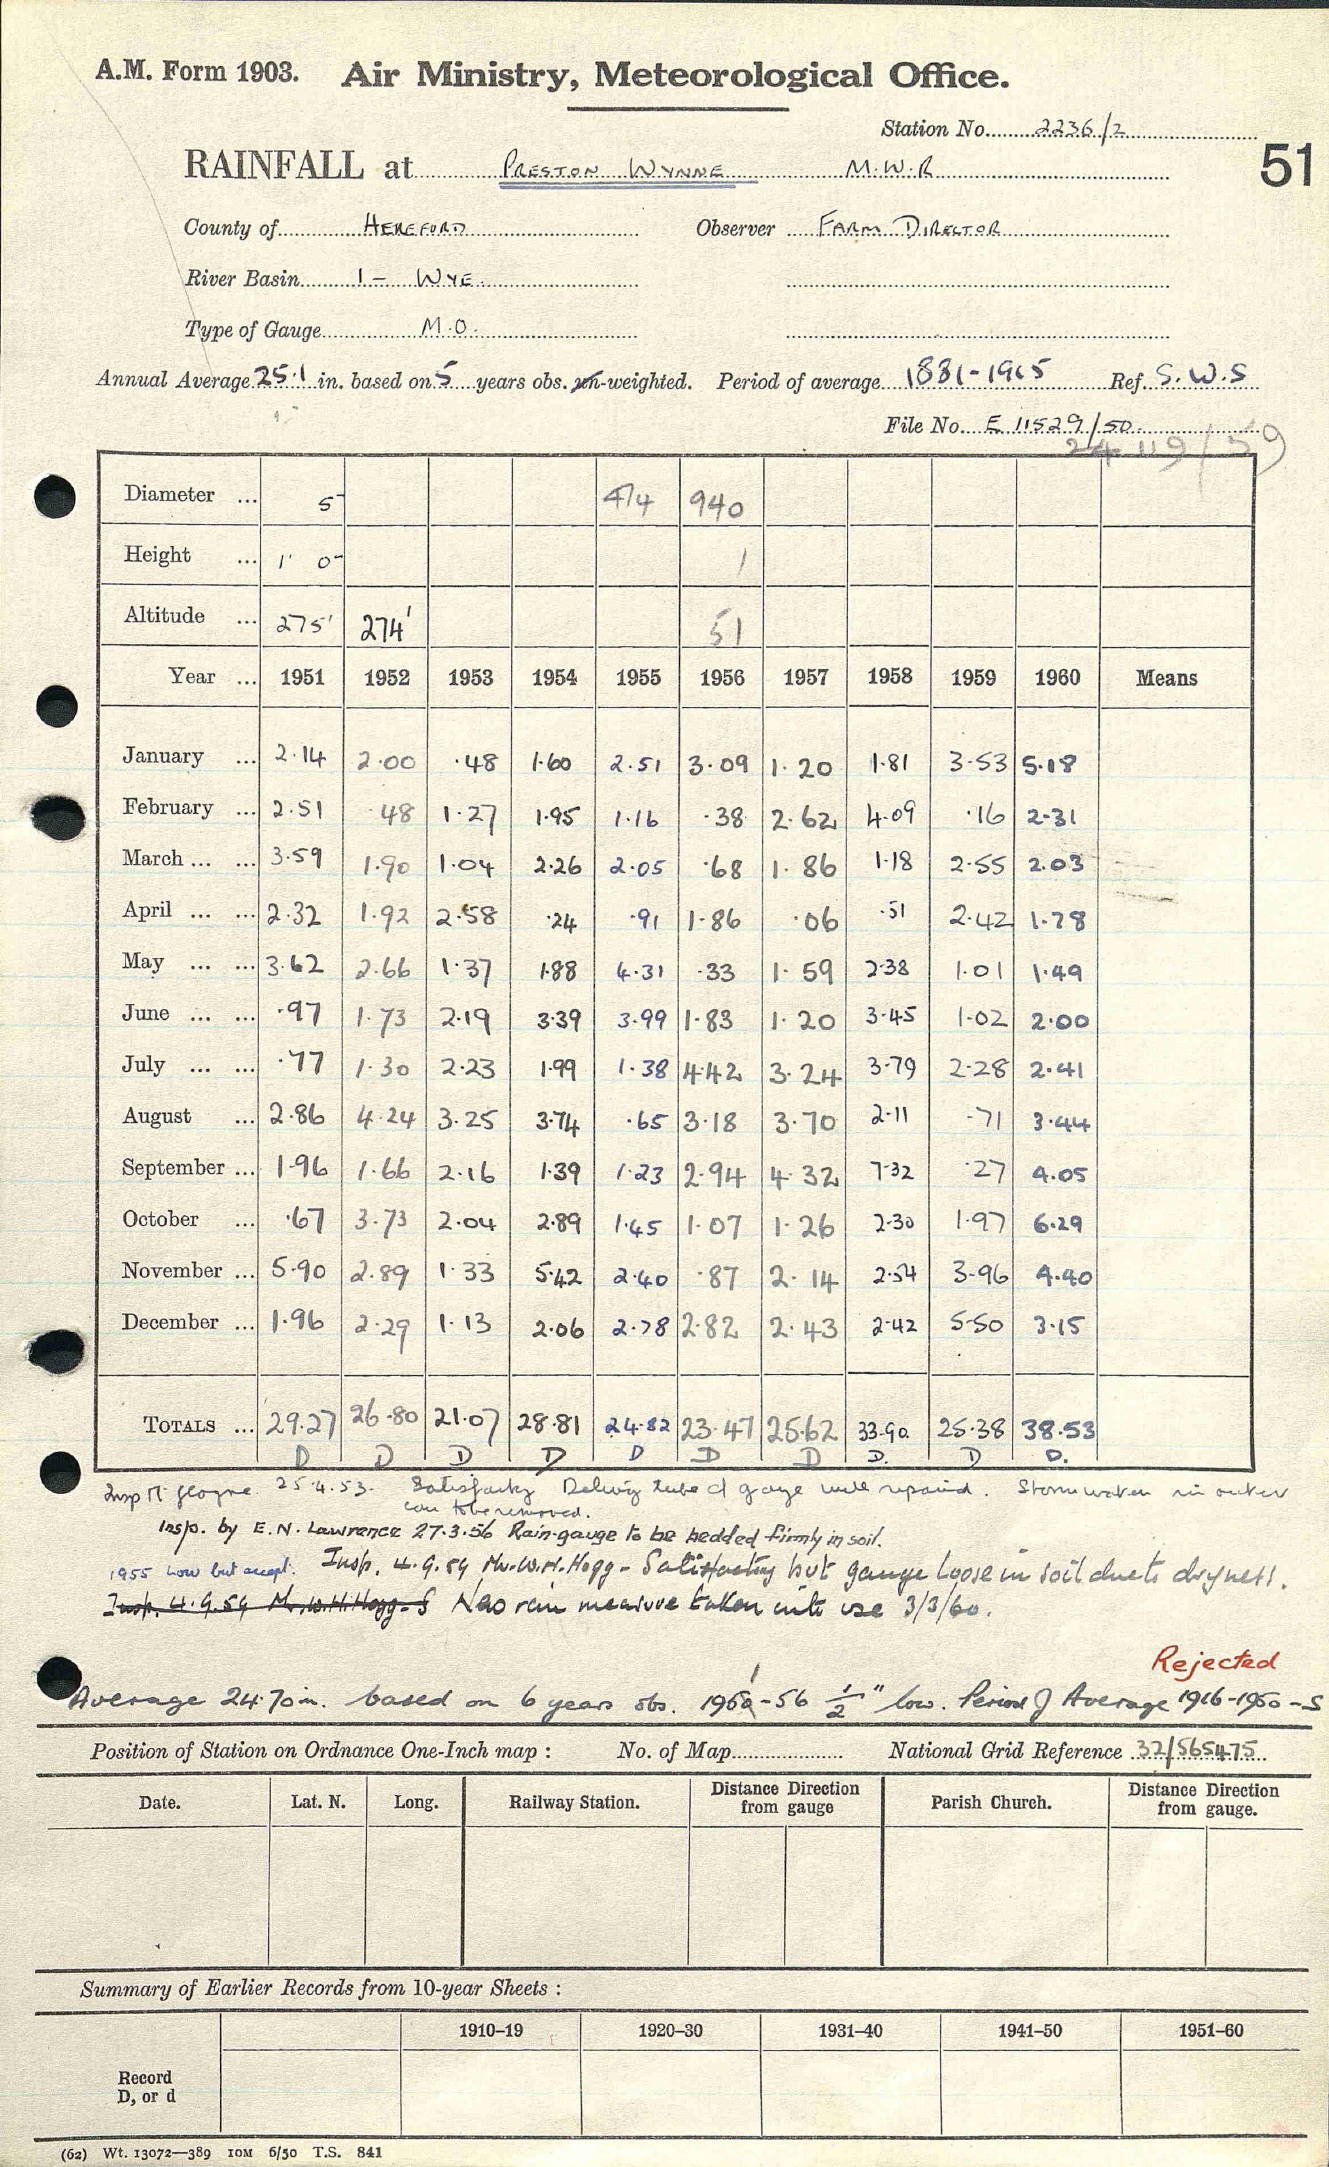 A.M. Form 1903. Air Ministry, Meteorological Office.
Station No. 2236/2
RAINFALL at PRESTON WYNNE M.W.R
51
County of HEREFORD Observer FARM DIRECTOR
River Basin 1 - WYE.
Type of Gauge M.O.
Annual Average 25.1 in. based on 5 years obs. un-weighted. Period of average 1881-1915 Ref. S.W.S
File No. E 11529/50.
24 119/59
Diameter ... 5 474 940
Height ... 1' 0" 1
Altitude ... 275' 274' 51
Year ... 1951 1952 1953 1954 1955 1956 1957 1958 1959 1960 Means
January ... 2.14 2.00 .48 1.60 2.51 3.09 1.20 1.81 3.53 5.18
February ... 2.51 .48 1.27 1.95 1.16 .38 2.62 4.09 .16 2.31
March ... ... 3.59 1.90 1.04 2.26 2.05 .68 1.86 1.18 2.55 2.03
April ... ... 2.32 1.92 2.58 .24 .91 1.86 .06 .51 2.42 1.78
May ... ... 3.62 2.66 1.37 1.88 4.31 .33 1.59 2.38 1.01 1.49
June ... ... .97 1.73 2.19 3.39 3.99 1.83 1.20 3.45 1.02 2.00
July ... ... .77 1.30 2.23 1.99 1.38 4.42 3.24 3.79 2.28 2.41
August ... 2.86 4.24 3.25 3.74 .65 3.18 3.70 2.11 .71 3.44
September ... 1.96 1.66 2.16 1.39 1.23 2.94 4.32 7.32 .27 4.05
October ... .67 3.73 2.04 2.89 1.45 1.07 1.26 2.30 1.97 6.29
November ... 5.90 2.89 1.33 5.42 2.40 .87 2.14 2.54 3.96 4.40
December ... 1.96 2.29 1.13 2.06 2.78 2.82 2.43 2.42 5.50 3.15
TOTALS ... 29.27 26.80 21.07 28.81 24.82 23.47 25.62 33.90 25.38 38.53
D D D D D D D D. D D.
Insp M 25.4.53. Satisfactory tube of gauge repaired. Storm water in outer
can to be removed.
Insp. by E.N. Lawrence 27.3.56 Rain-gauge to be bedded firmly in soil.
1955 Low but accept. Insp. 4.9.59 Mr. W.H. Hogg - Satisfactory but gauge loose in soil due to dryness.
Insp. 4.9.59 Mr. W.H. Hogg - S New rain measure taken into use 3/3/60.
Rejected
Average 24.70 in. based on 6 years obs. 1951-56 1/2" low. Period of Average 1916-1950 - S
Position of Station on Ordnance One-Inch map : No. of Map National Grid Reference 32/565475
Date. Lat. N. Long. Railway Station. Distance Direction from gauge Parish Church. Distance Direction from gauge.
Summary of Earlier Records from 10-year Sheets :
1910-19 1920-30 1931-40 1941-50 1951-60
Record
D, or d
(62) Wt. 13072—389 10M 6/50 T.S. 841